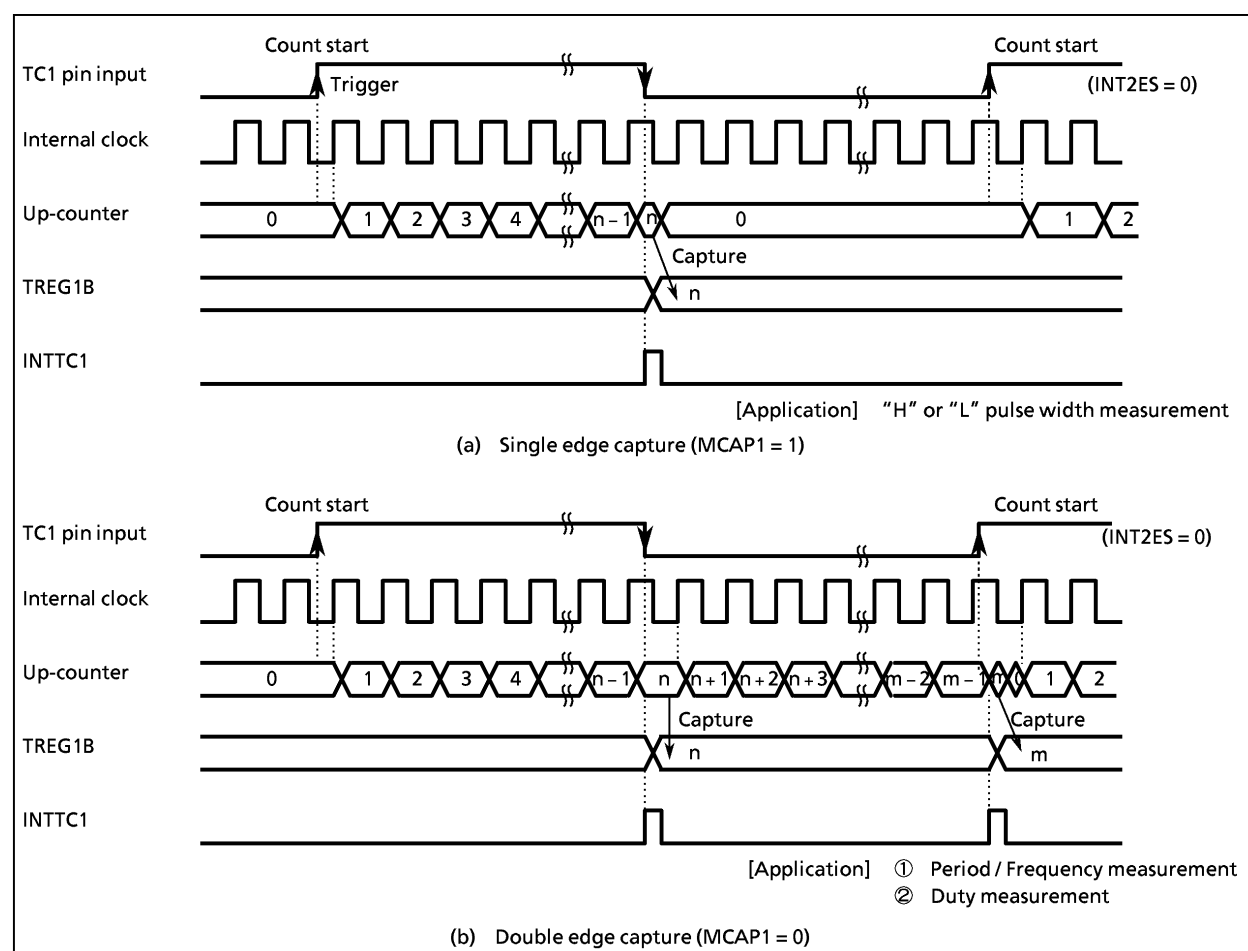 Count start
Count start
TC1 pin input
Trigger
(INT2ES = 0)
Internal clock
Up-counter
0 1 2 3 4 n – 1 n 0 1 2
Capture
TREG1B
n
INTTC1
[Application] “H” or “L” pulse width measurement
(a) Single edge capture (MCAP1 = 1)
Count start
Count start
TC1 pin input
(INT2ES = 0)
Internal clock
Up-counter
0 1 2 3 4 n – 1 n n + 1 n + 2 n + 3 m – 2 m – 1 m 0 1 2
Capture
Capture
TREG1B
n
m
INTTC1
[Application] ① Period / Frequency measurement
② Duty measurement
(b) Double edge capture (MCAP1 = 0)